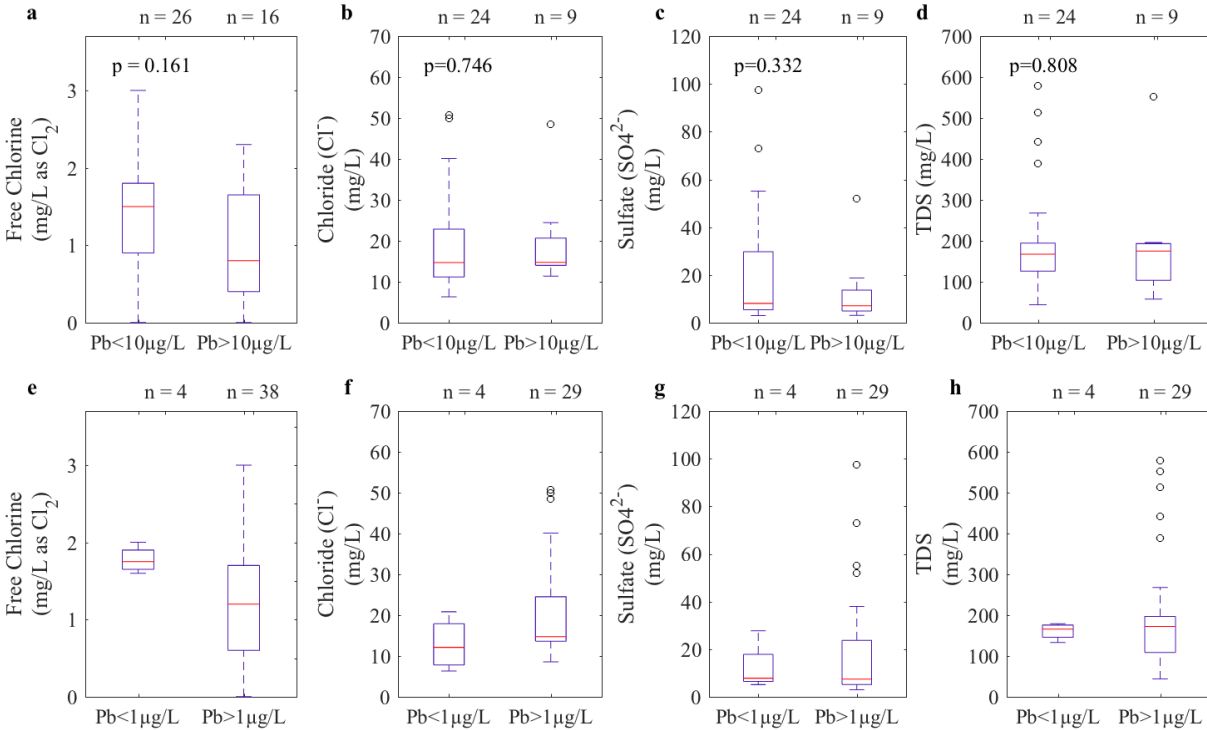 a n = 26 n = 16
b n = 24 n = 9
c n = 24 n = 9
d n = 24 n = 9
p = 0.161
p=0.746
p=0.332
p=0.808
Free Chlorine
(mg/L as Cl2)
3
2
1
0
Pb<10µg/L Pb>10µg/L
Chloride (Cl-)
(mg/L)
70
60
50
40
30
20
10
0
Pb<10µg/L Pb>10µg/L
Sulfate (SO42-)
(mg/L)
120
100
80
60
40
20
0
Pb<10µg/L Pb>10µg/L
TDS (mg/L)
700
600
500
400
300
200
100
0
Pb<10µg/L Pb>10µg/L
e n = 4 n = 38
f n = 4 n = 29
g n = 4 n = 29
h n = 4 n = 29
Free Chlorine
(mg/L as Cl2)
3
2
1
0
Pb<1µg/L Pb>1µg/L
Chloride (Cl-)
(mg/L)
70
60
50
40
30
20
10
0
Pb<1µg/L Pb>1µg/L
Sulfate (SO42-)
(mg/L)
120
100
80
60
40
20
0
Pb<1µg/L Pb>1µg/L
TDS
(mg/L)
700
600
500
400
300
200
100
0
Pb<1µg/L Pb>1µg/L